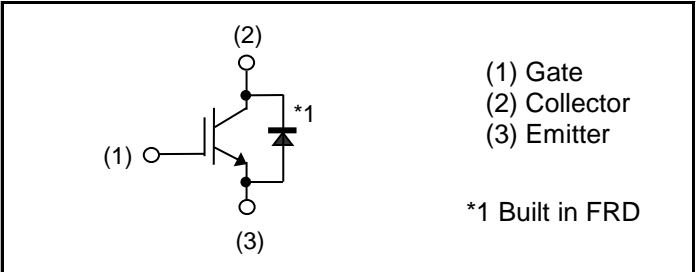 (2)
*1
(1)
(3)
(1) Gate
(2) Collector
(3) Emitter
*1 Built in FRD